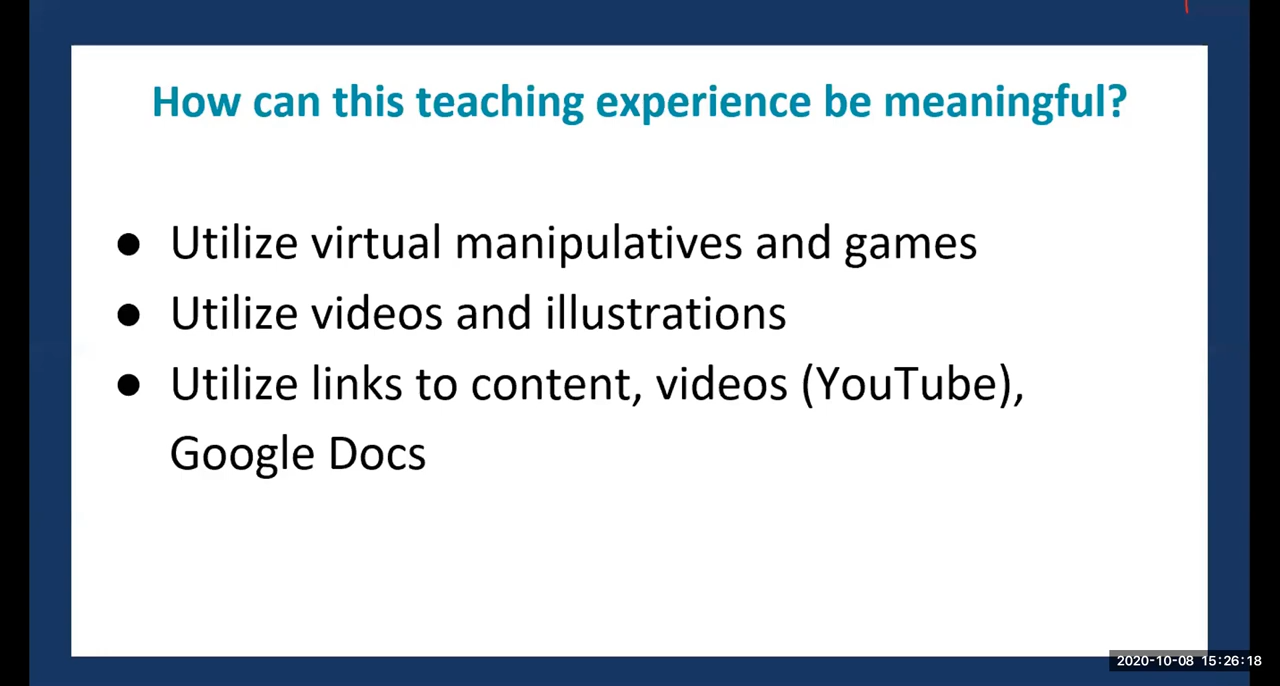 How can this teaching experience be meaningful?
● Utilize virtual manipulatives and games
● Utilize videos and illustrations
● Utilize links to content, videos (YouTube),
Google Docs
2020-10-08 15:26:18